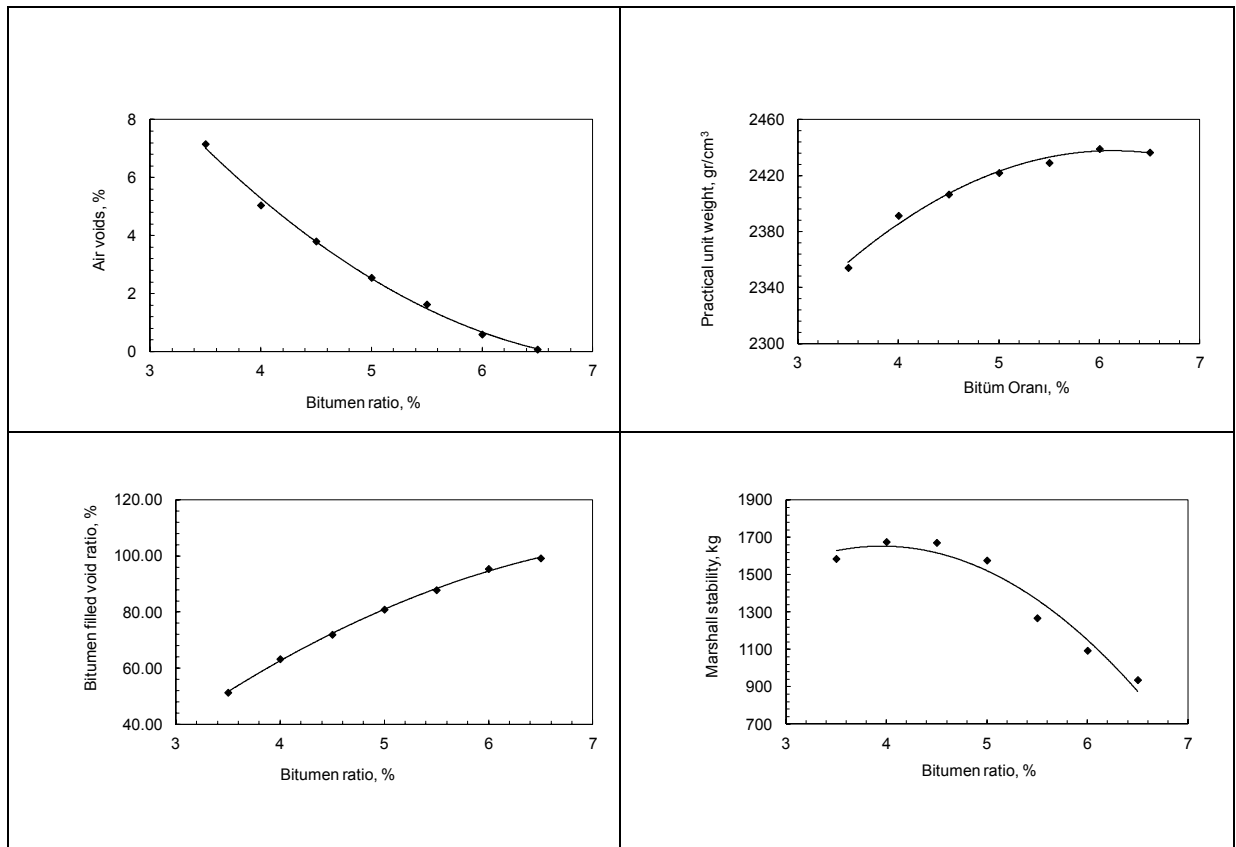 8
6
4
2
0
Air voids, %
3 4 5 6 7
Bitumen ratio, %
2460
2420
2380
2340
2300
Practical unit weight, gr/cm³
3 4 5 6 7
Bitüm Oranı, %
120.00
100.00
80.00
60.00
40.00
Bitumen filled void ratio, %
3 4 5 6 7
Bitumen ratio, %
1900
1700
1500
1300
1100
900
700
Marshall stability, kg
3 4 5 6 7
Bitumen ratio, %